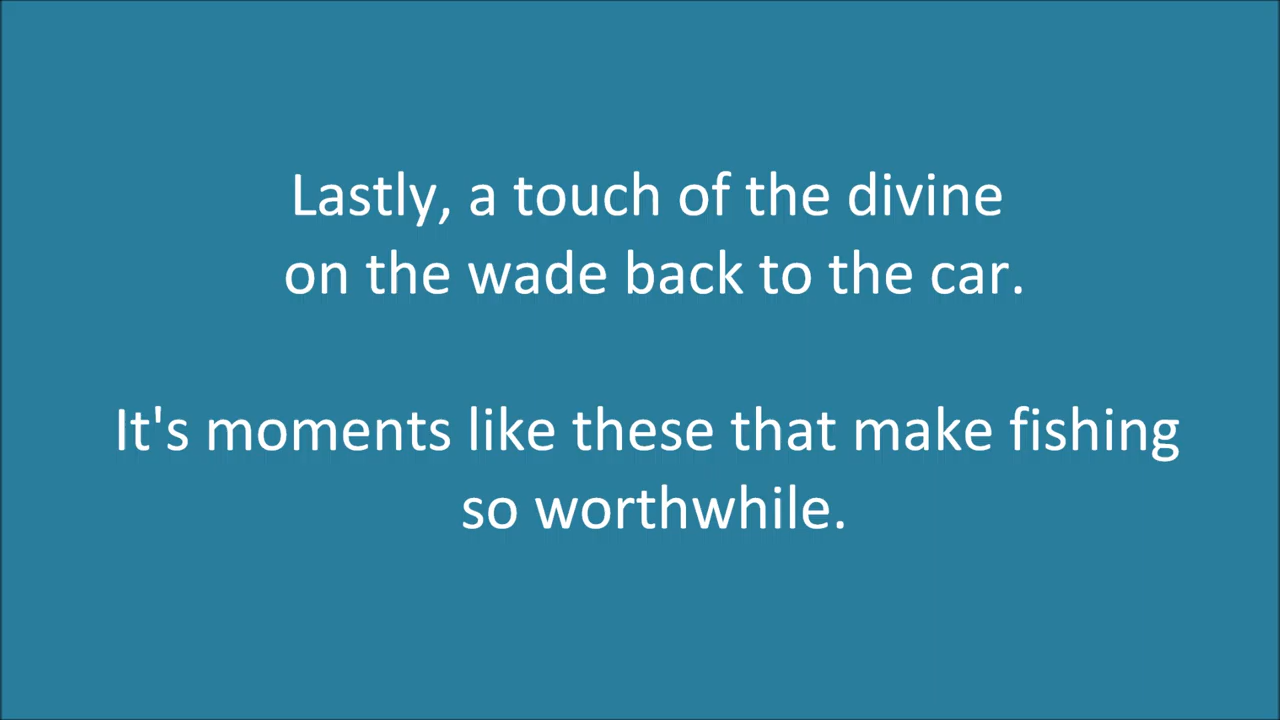 Lastly, a touch of the divine
on the wade back to the car.
It's moments like these that make fishing
so worthwhile.